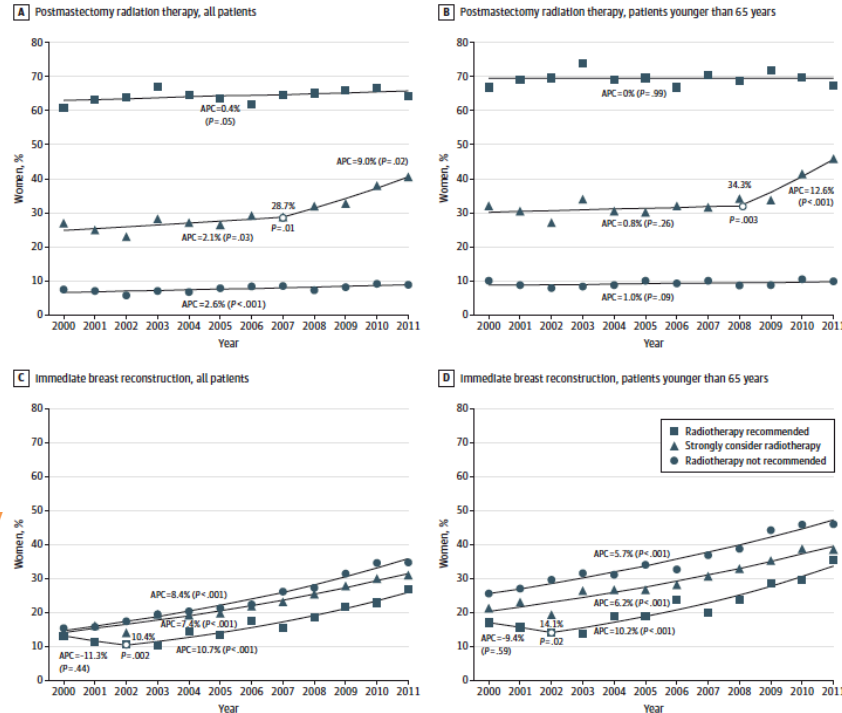 A Postmastectomy radiation therapy, all patients
80
70
60
50
40
30
20
10
0
Women, %
APC=0.4%
(P=.05)
APC=9.0% (P=.02)
28.7%
P=.01
APC=2.1% (P=.03)
APC=2.6% (P<.001)
2000 2001 2002 2003 2004 2005 2006 2007 2008 2009 2010 2011
Year
B Postmastectomy radiation therapy, patients younger than 65 years
80
70
60
50
40
30
20
10
0
Women, %
APC=0% (P=.99)
34.3%
APC=12.6%
(P<.001)
P=.003
APC=0.8% (P=.26)
APC=1.0% (P=.09)
2000 2001 2002 2003 2004 2005 2006 2007 2008 2009 2010 2011
Year
C Immediate breast reconstruction, all patients
80
70
60
50
40
30
20
10
0
Women, %
APC=8.4% (P<.001)
APC=7.4% (P<.001)
10.4%
P=.002
APC=10.7% (P<.001)
APC=-11.3%
(P=.44)
2000 2001 2002 2003 2004 2005 2006 2007 2008 2009 2010 2011
Year
D Immediate breast reconstruction, patients younger than 65 years
80
70
60
50
40
30
20
10
0
Women, %
Radiotherapy recommended
Strongly consider radiotherapy
Radiotherapy not recommended
APC=5.7% (P<.001)
APC=6.2% (P<.001)
14.1%
P=.02
APC=10.2% (P<.001)
APC=-9.4%
(P=.59)
2000 2001 2002 2003 2004 2005 2006 2007 2008 2009 2010 2011
Year